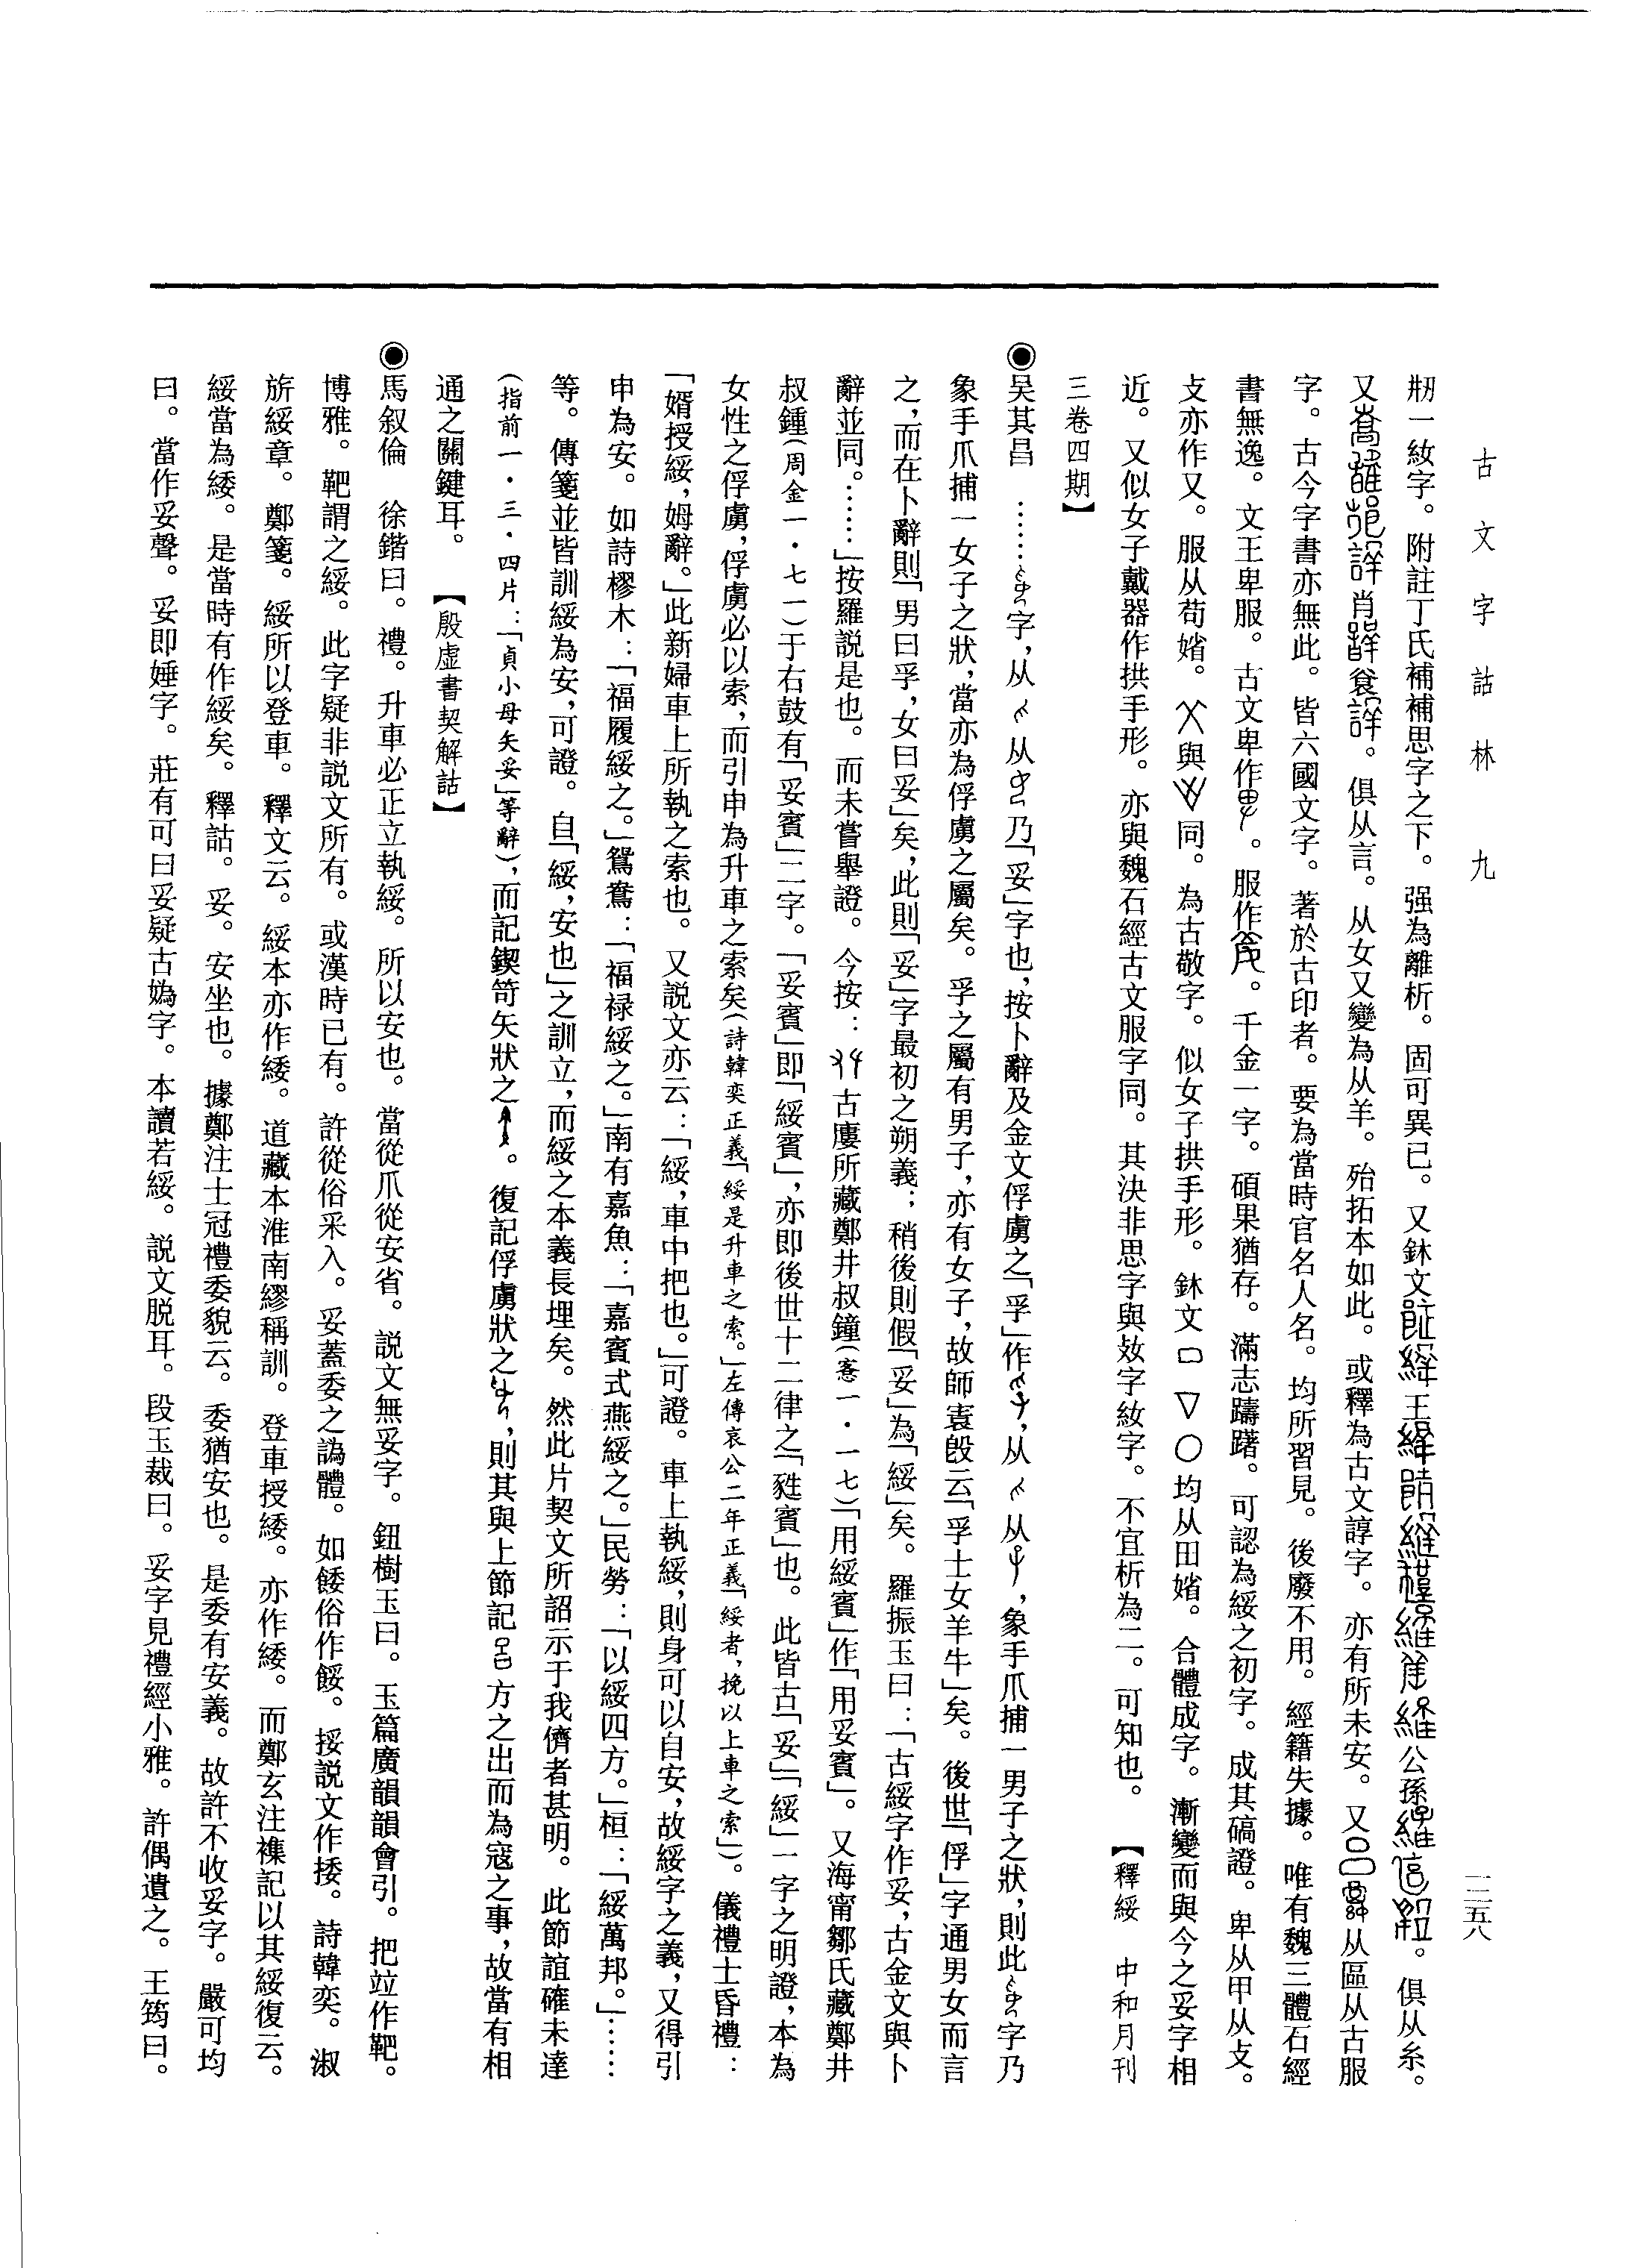 古文字詁林 九
三五八
刱一妏字。附註丁氏補補思字之下。强為離析。固可異已。又鉥文王公孫。俱从糸。
又肖。俱从言。从女又變為从羊。殆拓本如此。或釋為古文諄字。亦有所未安。又从區从古服
字。古今字書亦無此。皆六國文字。著於古印者。要為當時官名人名。均所習見。後廢不用。經籍失據。唯有魏三體石經
書無逸。文王卑服。古文卑作。服作。千金一字。碩果猶存。滿志躊躇。可認為綏之初字。成其碻證。卑从甲从攴。
攴亦作又。服从苟媘。與同。為古敬字。似女子拱手形。鉥文均从田媘。合體成字。漸變而與今之妥字相
近。又似女子戴器作拱手形。亦與魏石經古文服字同。其決非思字與妏字。不宜析為二。可知也。【釋綏 中和月刊
三卷四期】
◉吴其昌 ……字，从从乃「妥」字也，按卜辭及金文俘虜之「孚」作，从从，象手爪捕一男子之狀，則此字乃
象手爪捕一女子之狀，當亦為俘虜之屬矣。孚之屬有男子，亦有女子，故師𡩁𣪘云「孚士女羊牛」矣。後世「俘」字通男女而言
之，而在卜辭則「男曰孚，女曰妥」矣，此則「妥」字最初之朔義；稍後則假「妥」為「綏」矣。羅振玉曰：「古綏字作妥，古金文與卜
辭並同。……」按羅説是也。而未嘗舉證。今按：古廔所藏鄭井叔鐘（愙一·一七）「用綏賓」作「用妥賓」。又海甯鄒氏藏鄭井
叔鍾（周金一·七一）于右鼓有「妥賓」二字。「妥賓」即「綏賓」，亦即後世十二律之「蕤賓」也。此皆古「妥」「綏」一字之明證，本為
女性之俘虜，俘虜必以索，而引申為升車之索矣（詩韓奕正義「綏是升車之索。」左傳哀公二年正義「綏者，挽以上車之索」）。儀禮士昏禮：
「婿授綏，姆辭。」此新婦車上所執之索也。又説文亦云：「綏，車中把也。」可證。車上執綏，則身可以自安，故綏字之義，又得引
申為安。如詩樛木：「福履綏之。」鴛鴦：「福禄綏之。」南有嘉魚：「嘉賓式燕綏之。」民勞：「以綏四方。」桓：「綏萬邦。」……
等。傳箋並皆訓綏為安，可證。自「綏，安也」之訓立，而綏之本義長埋矣。然此片契文所詔示于我儕者甚明。此節誼確未達
（指前一·三·四片：「貞小母矢妥」等辭），而記鍥笴矢狀之。復記俘虜狀之，則其與上節記方之出而為寇之事，故當有相
通之關鍵耳。【殷虚書契解詁】
◉馬叙倫 徐鍇曰。禮。升車必正立執綏。所以安也。當從爪從安省。説文無妥字。鈕樹玉曰。玉篇廣韻韻會引。把竝作靶。
博雅。靶謂之綏。此字疑非説文所有。或漢時已有。許從俗采入。妥蓋委之譌體。如餧俗作餒。挼説文作捼。詩韓奕。淑
旂綏章。鄭箋。綏所以登車。釋文云。綏本亦作緌。道藏本淮南繆稱訓。登車授緌。亦作緌。而鄭玄注襍記以其綏復云。
綏當為緌。是當時有作綏矣。釋詁。妥。安坐也。據鄭注士冠禮委貌云。委猶安也。是委有安義。故許不收妥字。嚴可均
曰。當作妥聲。妥即娷字。莊有可曰妥疑古媯字。本讀若綏。説文脱耳。段玉裁曰。妥字見禮經小雅。許偶遺之。王筠曰。